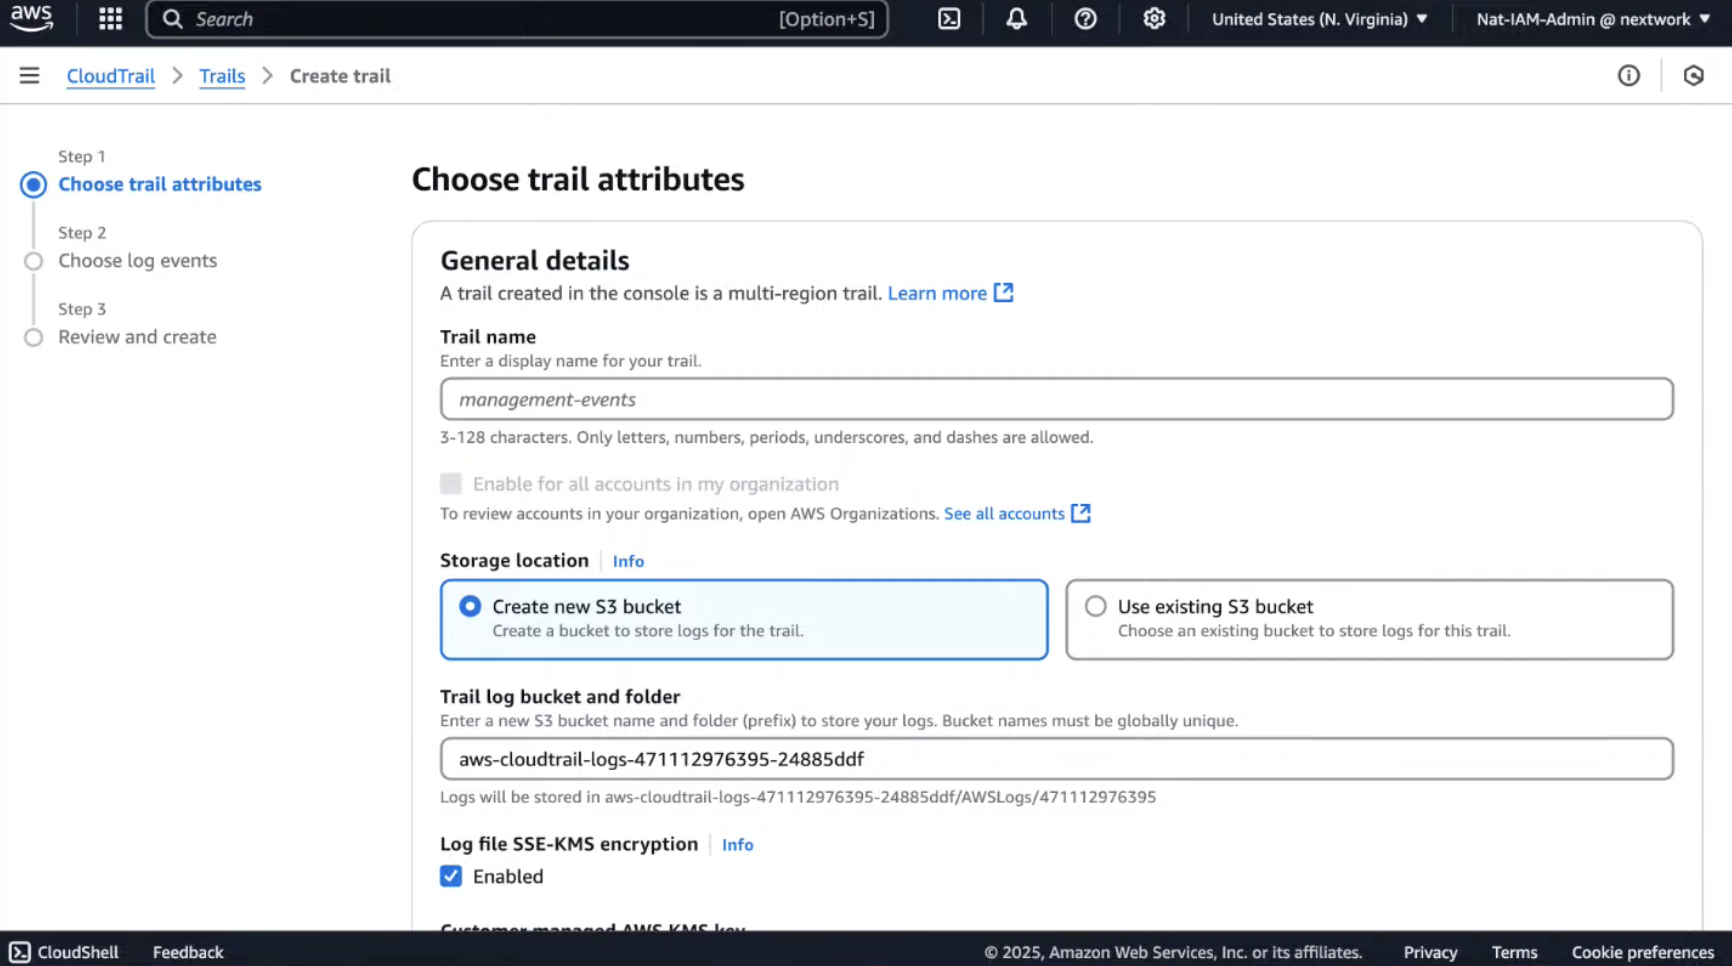 aws
Search
[Option+S]
United States (N. Virginia)
Nat-IAM-Admin @ nextwork
CloudTrail
Trails
Create trail
Step 1
Choose trail attributes
Step 2
Choose log events
Step 3
Review and create
Choose trail attributes
General details
A trail created in the console is a multi-region trail. Learn more
Trail name
Enter a display name for your trail.
management-events
3-128 characters. Only letters, numbers, periods, underscores, and dashes are allowed.
Enable for all accounts in my organization
To review accounts in your organization, open AWS Organizations. See all accounts
Storage location Info
Create new S3 bucket
Create a bucket to store logs for the trail.
Use existing S3 bucket
Choose an existing bucket to store logs for this trail.
Trail log bucket and folder
Enter a new S3 bucket name and folder (prefix) to store your logs. Bucket names must be globally unique.
aws-cloudtrail-logs-471112976395-24885ddf
Logs will be stored in aws-cloudtrail-logs-471112976395-24885ddf/AWSLogs/471112976395
Log file SSE-KMS encryption Info
Enabled
Customer managed AWS KMS key
CloudShell
Feedback
© 2025, Amazon Web Services, Inc. or its affiliates.
Privacy
Terms
Cookie preferences